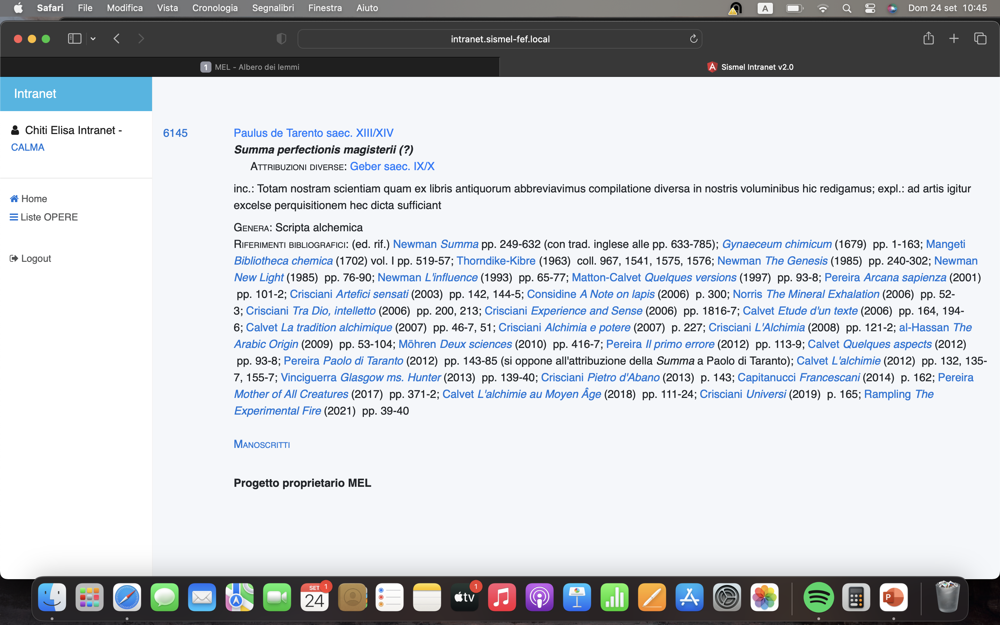 Safari File Modifica Vista Cronologia Segnalibri Finestra Aiuto A Dom 24 set 10:45
intranet.sismel-fef.local
1 MEL - Albero dei lemmi
A Sismel Intranet v2.0
Intranet
Chiti Elisa Intranet -
CALMA
Home
Liste OPERE
Logout
6145
Paulus de Tarento saec. XIII/XIV
Summa perfectionis magisterii (?)
ATTRIBUZIONI DIVERSE: Geber saec. IX/X
inc.: Totam nostram scientiam quam ex libris antiquorum abbreviavimus compilatione diversa in nostris voluminibus hic redigamus; expl.: ad artis igitur
excelse perquisitionem hec dicta sufficiant
GENERA: Scripta alchemica
RIFERIMENTI BIBLIOGRAFICI: (ed. rif.) Newman Summa pp. 249-632 (con trad. inglese alle pp. 633-785); Gynaeceum chimicum (1679) pp. 1-163; Mangeti
Bibliotheca chemica (1702) vol. I pp. 519-57; Thorndike-Kibre (1963) coll. 967, 1541, 1575, 1576; Newman The Genesis (1985) pp. 240-302; Newman
New Light (1985) pp. 76-90; Newman L'influence (1993) pp. 65-77; Matton-Calvet Quelques versions (1997) pp. 93-8; Pereira Arcana sapienza (2001)
pp. 101-2; Crisciani Artefici sensati (2003) pp. 142, 144-5; Considine A Note on lapis (2006) p. 300; Norris The Mineral Exhalation (2006) pp. 52-
3; Crisciani Tra Dio, intelletto (2006) pp. 200, 213; Crisciani Experience and Sense (2006) pp. 1816-7; Calvet Etude d'un texte (2006) pp. 164, 194-
6; Calvet La tradition alchimique (2007) pp. 46-7, 51; Crisciani Alchimia e potere (2007) p. 227; Crisciani L'Alchimia (2008) pp. 121-2; al-Hassan The
Arabic Origin (2009) pp. 53-104; Möhren Deux sciences (2010) pp. 416-7; Pereira Il primo errore (2012) pp. 113-9; Calvet Quelques aspects (2012)
pp. 93-8; Pereira Paolo di Taranto (2012) pp. 143-85 (si oppone all'attribuzione della Summa a Paolo di Taranto); Calvet L'alchimie (2012) pp. 132, 135-
7, 155-7; Vinciguerra Glasgow ms. Hunter (2013) pp. 139-40; Crisciani Pietro d'Abano (2013) p. 143; Capitanucci Francescani (2014) p. 162; Pereira
Mother of All Creatures (2017) pp. 371-2; Calvet L'alchimie au Moyen Âge (2018) pp. 111-24; Crisciani Universi (2019) p. 165; Rampling The
Experimental Fire (2021) pp. 39-40
MANOSCRITTI
Progetto proprietario MEL
SET 1
24
tv 1
P